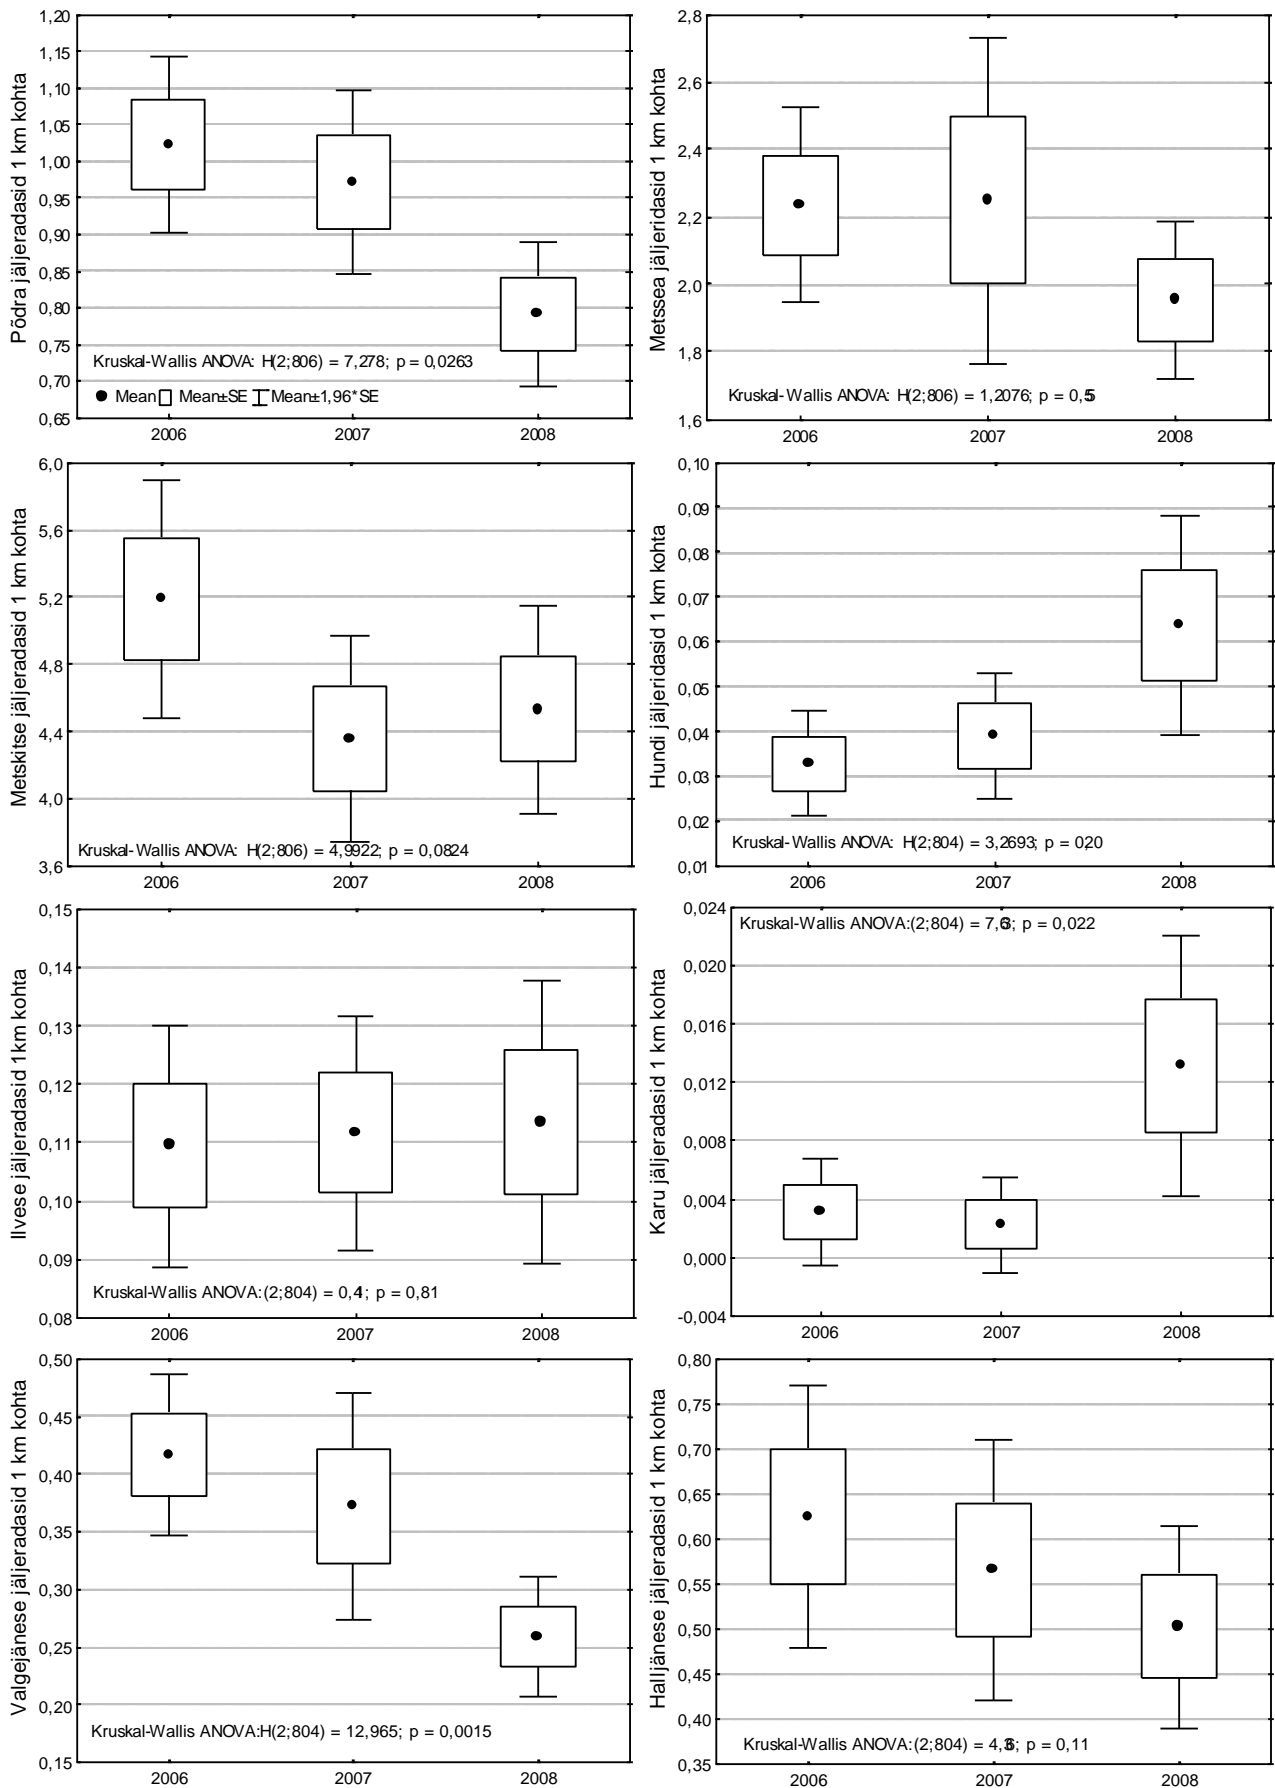 Põdra jäljeradasid 1 km kohta
1,20
1,15
1,10
1,05
1,00
0,95
0,90
0,85
0,80
0,75
0,70
0,65
Kruskal-Wallis ANOVA: H(2;806) = 7,278; p = 0,0263
Mean Mean±SE Mean±1,96*SE
2006 2007 2008
Metssea jäljeridasid 1 km kohta
2,8
2,6
2,4
2,2
2,0
1,8
1,6
Kruskal-Wallis ANOVA: H(2;806) = 1,2076; p =
2006 2007 2008
Metskitse jäljeradasid 1 km kohta
6,0
5,6
5,2
4,8
4,4
4,0
3,6
Kruskal-Wallis ANOVA: H(2;806) = 4,9922; p = 0,0824
2006 2007 2008
Hundi jäljeridasid 1 km kohta
0,10
0,09
0,08
0,07
0,06
0,05
0,04
0,03
0,02
0,01
Kruskal-Wallis ANOVA: H(2;804) = 3,2693; p = 0,20
2006 2007 2008
Ilvese jäljeradasid 1km kohta
0,15
0,14
0,13
0,12
0,11
0,10
0,09
0,08
Kruskal-Wallis ANOVA:(2;804) = 0,41; p = 0,81
2006 2007 2008
Karu jäljeradasid 1 km kohta
0,024
0,020
0,016
0,012
0,008
0,004
0,000
-0,004
Kruskal-Wallis ANOVA:(2;804) = p = 0,022
2006 2007 2008
Valgejänese jäljeradasid 1 km kohta
0,50
0,45
0,40
0,35
0,30
0,25
0,20
0,15
Kruskal-Wallis ANOVA:H(2;804) = 12,965; p = 0,0015
2006 2007 2008
Halljänese jäljeradasid 1 km kohta
0,80
0,75
0,70
0,65
0,60
0,55
0,50
0,45
0,40
0,35
Kruskal-Wallis ANOVA:(2;804) = p = 0,11
2006 2007 2008